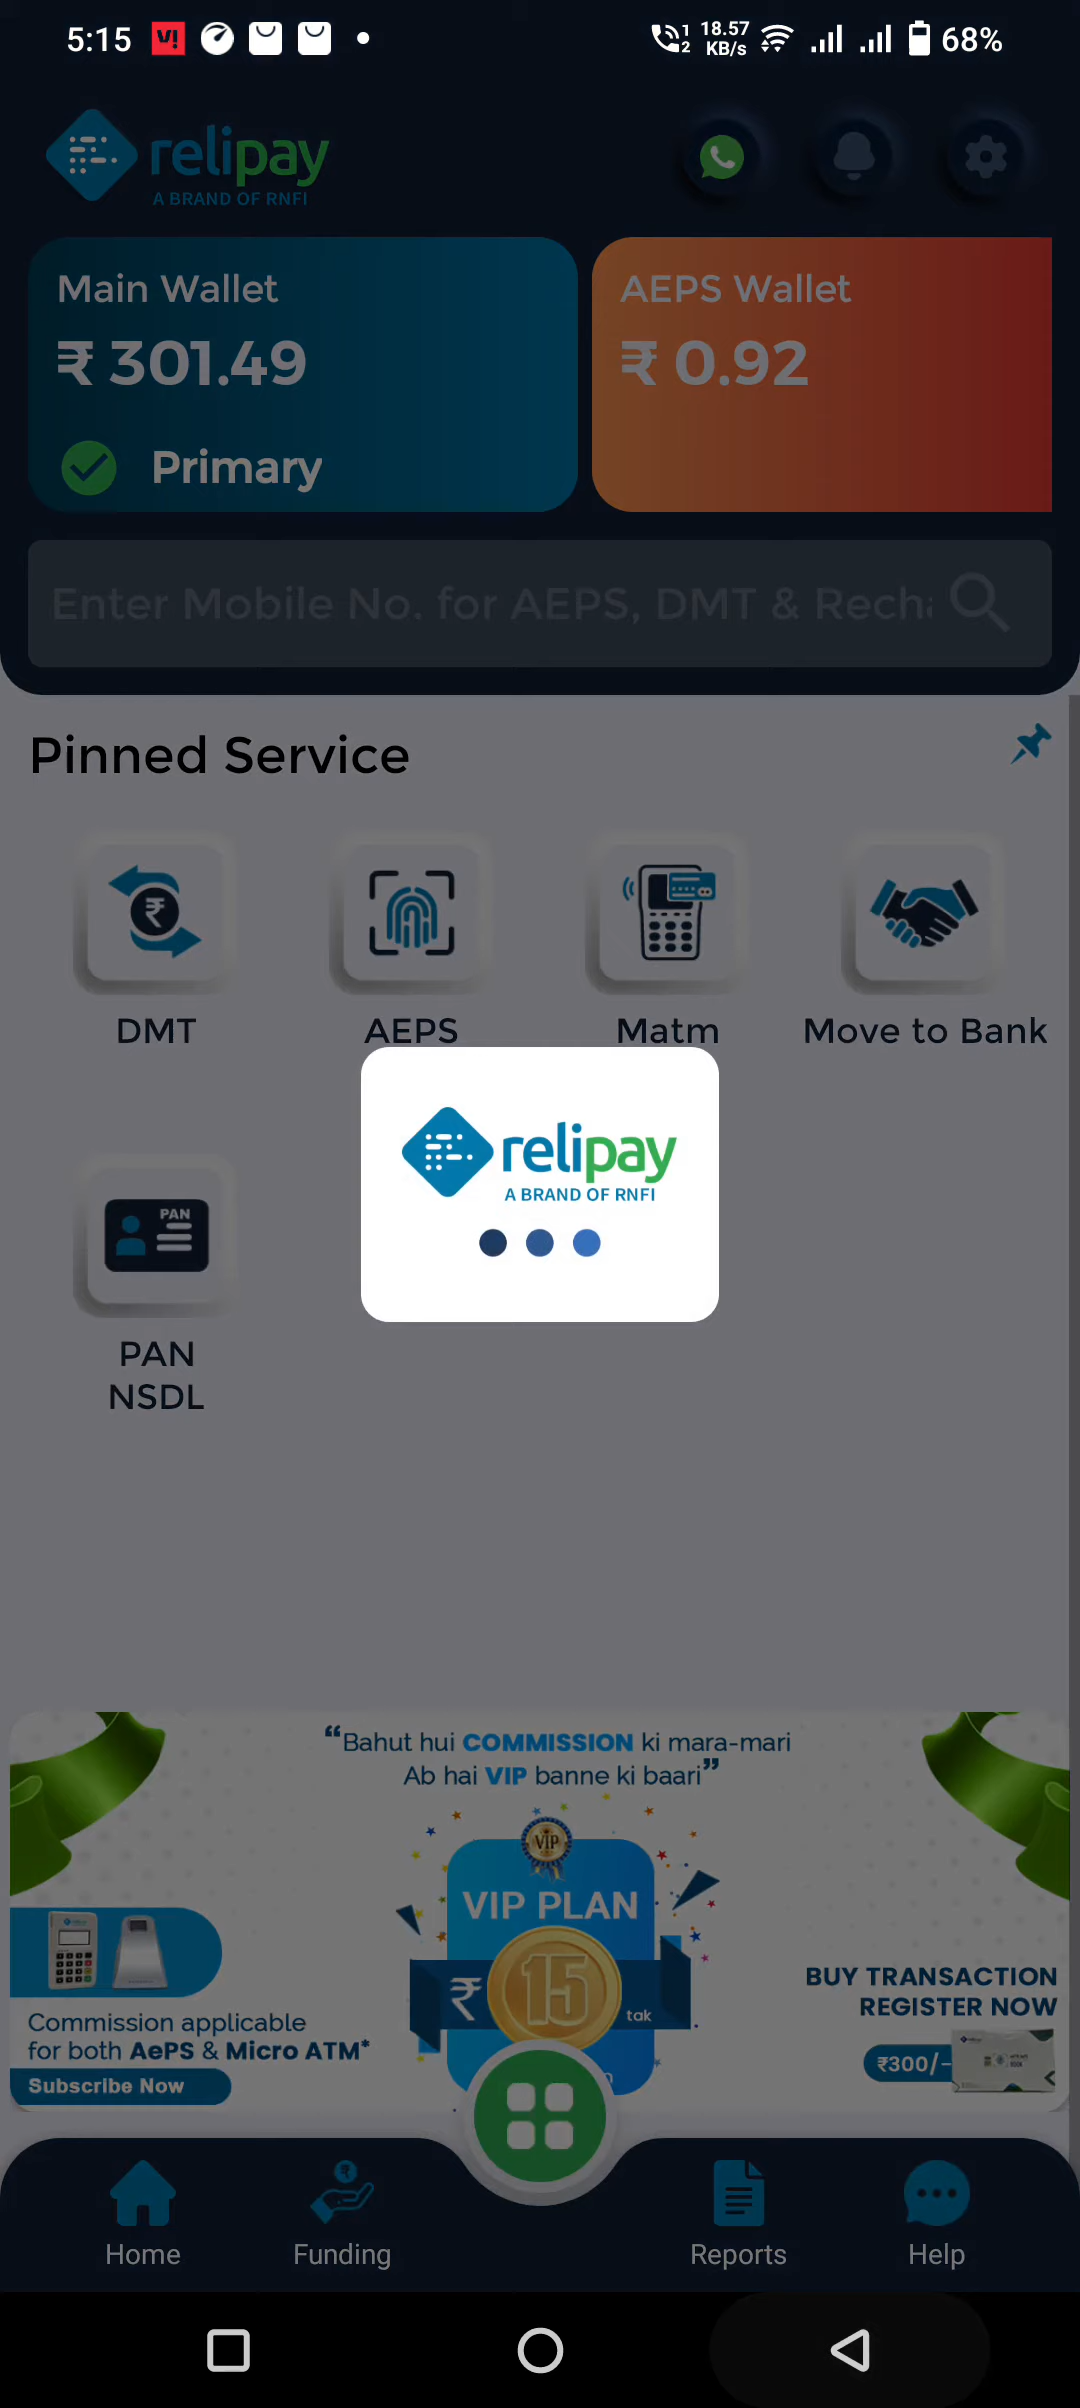 5:15
18.57
KB/s
68%
relipay
A BRAND OF RNFI
Main Wallet
₹ 301.49
Primary
AEPS Wallet
₹ 0.92
Enter Mobile No. for AEPS, DMT & Recha
Pinned Service
DMT
AEPS
Matm
Move to Bank
relipay
A BRAND OF RNFI
PAN
PAN
NSDL
“Bahut hui COMMISSION ki mara-mari
Ab hai VIP banne ki baari”
VIP
VIP PLAN
₹ 15 tak
Commission applicable
for both AePS & Micro ATM*
Subscribe Now
BUY TRANSACTION
REGISTER NOW
₹300/-
Home
Funding
Reports
Help